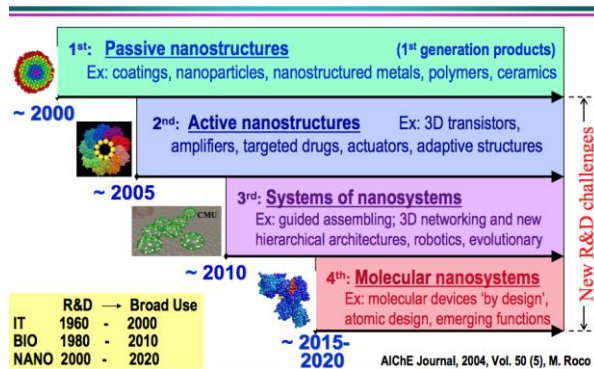 1st: Passive nanostructures (1st generation products)
Ex: coatings, nanoparticles, nanostructured metals, polymers, ceramics
~ 2000
2nd: Active nanostructures Ex: 3D transistors,
amplifiers, targeted drugs, actuators, adaptive structures
~ 2005
CMU
3rd: Systems of nanosystems
Ex: guided assembling; 3D networking and new
hierarchical architectures, robotics, evolutionary
~ 2010
4th: Molecular nanosystems
Ex: molecular devices 'by design',
atomic design, emerging functions
~ 2015-
2020
New R&D challenges
R&D → Broad Use
IT 1960 - 2000
BIO 1980 - 2010
NANO 2000 - 2020
AIChE Journal, 2004, Vol. 50 (5), M. Roco